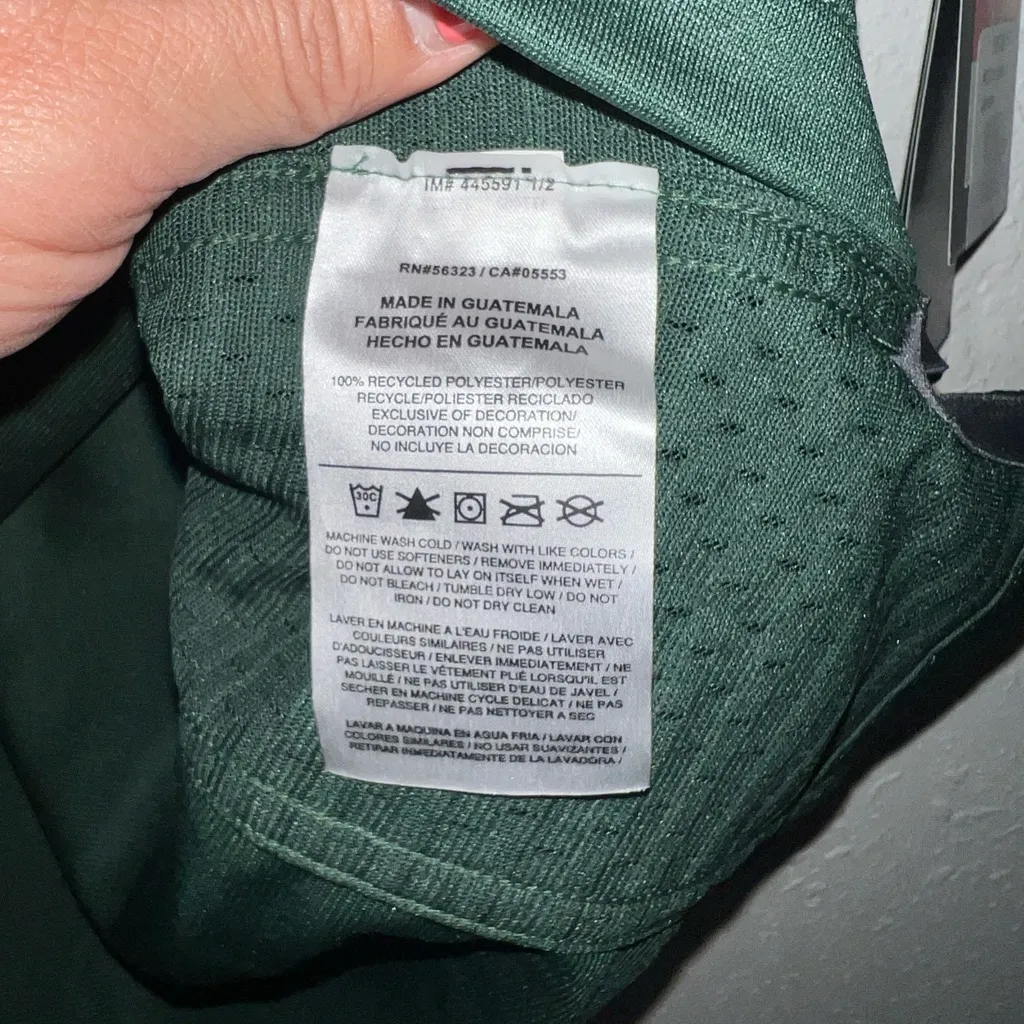 IM# 445591 1/2
RN#56323 / CA#05553
MADE IN GUATEMALA
FABRIQUÉ AU GUATEMALA
HECHO EN GUATEMALA
100% RECYCLED POLYESTER/POLYESTER
RECYCLE/POLIESTER RECICLADO
EXCLUSIVE OF DECORATION/
DECORATION NON COMPRISE/
NO INCLUYE LA DECORACION
30C
MACHINE WASH COLD / WASH WITH LIKE COLORS /
DO NOT USE SOFTENERS / REMOVE IMMEDIATELY /
DO NOT ALLOW TO LAY ON ITSELF WHEN WET /
DO NOT BLEACH / TUMBLE DRY LOW / DO NOT
IRON / DO NOT DRY CLEAN
LAVER EN MACHINE A L'EAU FROIDE / LAVER AVEC
COULEURS SIMILAIRES / NE PAS UTILISER
D'ADOUCISSEUR / ENLEVER IMMEDIATEMENT / NE
PAS LAISSER LE VÊTEMENT PLIÉ LORSQU'IL EST
MOUILLÉ / NE PAS UTILISER D'EAU DE JAVEL /
SECHER EN MACHINE CYCLE DELICAT / NE PAS
REPASSER / NE PAS NETTOYER A SEC
LAVAR A MAQUINA EN AGUA FRIA / LAVAR CON
COLORES SIMILARES / NO USAR SUAVIZANTES /
RETIRAR INMEDIATAMENTE DE LA LAVADORA /